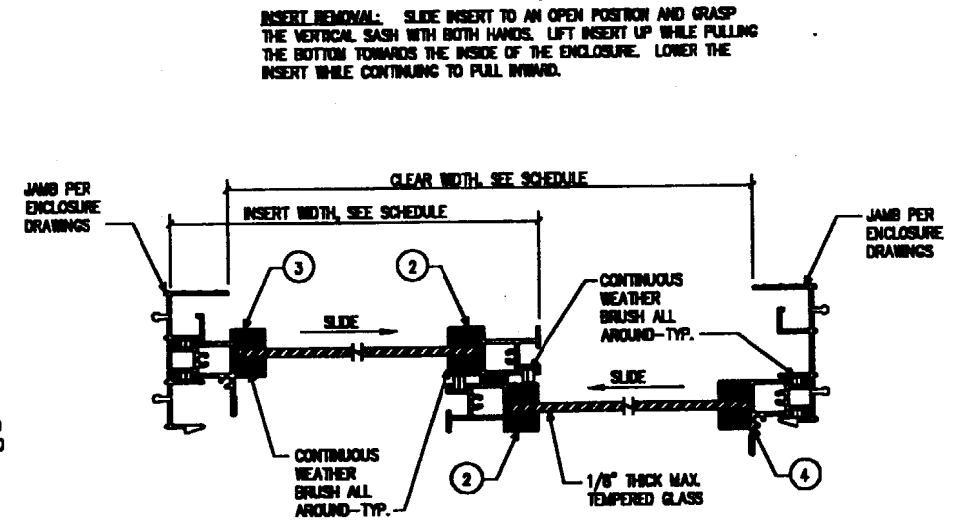 INSERT REMOVAL: SLIDE INSERT TO AN OPEN POSITION AND GRASP
THE VERTICAL SASH WITH BOTH HANDS. LIFT INSERT UP WHILE PULLING
THE BOTTOM TOWARDS THE INSIDE OF THE ENCLOSURE. LOWER THE
INSERT WHILE CONTINUING TO PULL INWARD.
CLEAR WIDTH, SEE SCHEDULE
JAMB PER
ENCLOSURE
DRAWINGS
INSERT WIDTH, SEE SCHEDULE
JAMB PER
ENCLOSURE
DRAWINGS
3
2
CONTINUOUS
WEATHER
BRUSH ALL
AROUND-TYP.
SLIDE
SLIDE
CONTINUOUS
WEATHER
BRUSH ALL
AROUND-TYP.
2
1/8" THICK MAX.
TEMPERED GLASS
4